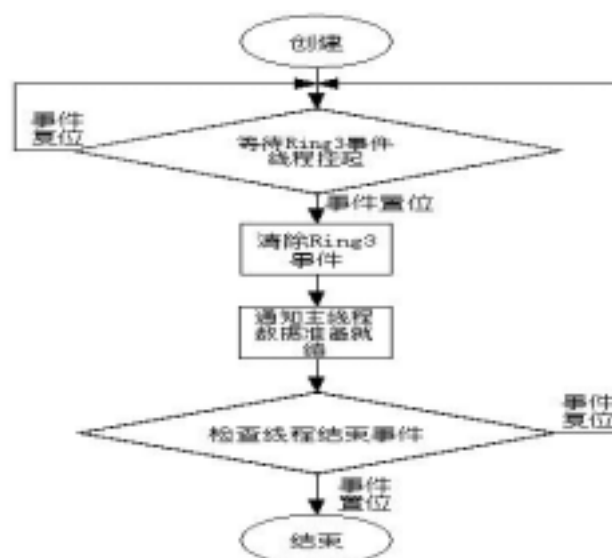 创建
事件
复位
等待Ring3事件
线程挂起
事件置位
清除Ring3
事件
通知主线程
数据准备就
绪
检查线程结束事件
事件
复位
事件
置位
结束